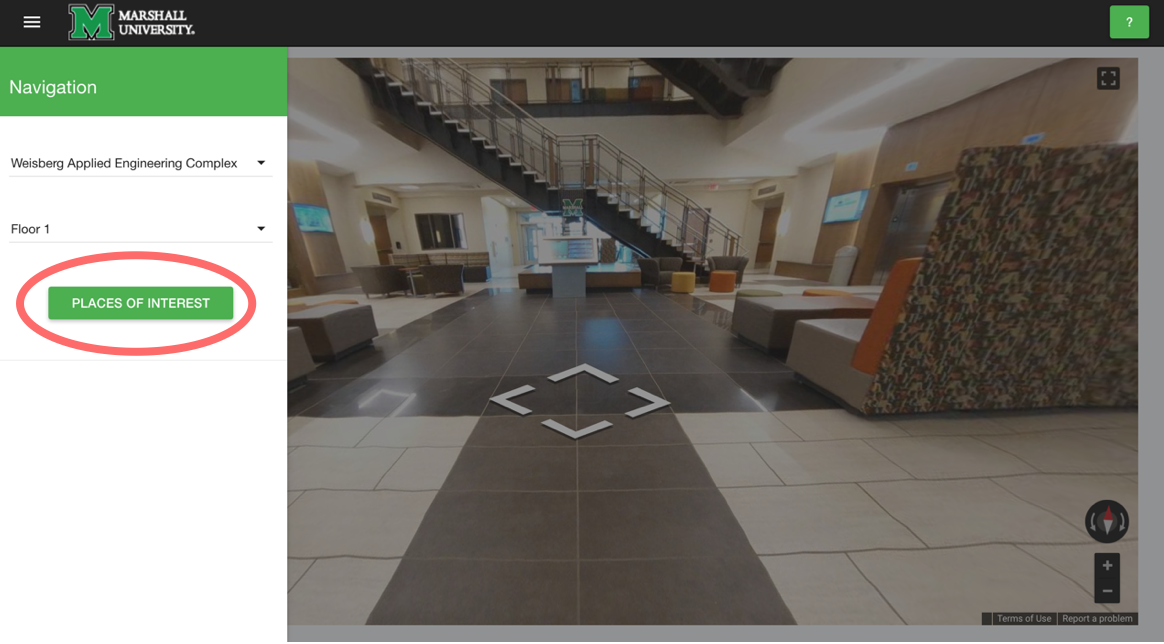 MARSHALL
UNIVERSITY.
?
Navigation
Weisberg Applied Engineering Complex
Floor 1
PLACES OF INTEREST
M
+
−
Terms of Use
Report a problem